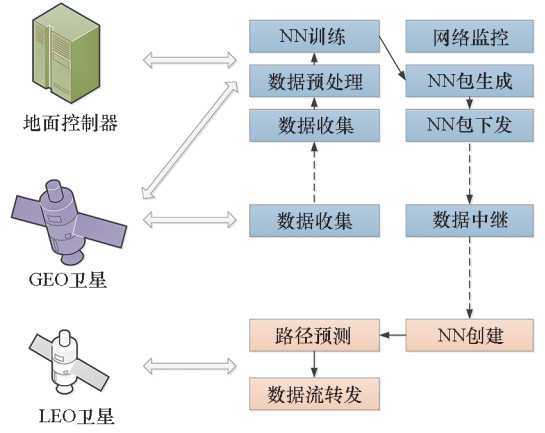 NN训练
网络监控
数据预处理
NN包生成
地面控制器
数据收集
NN包下发
数据收集
数据中继
GEO卫星
路径预测
NN创建
数据流转发
LEO卫星